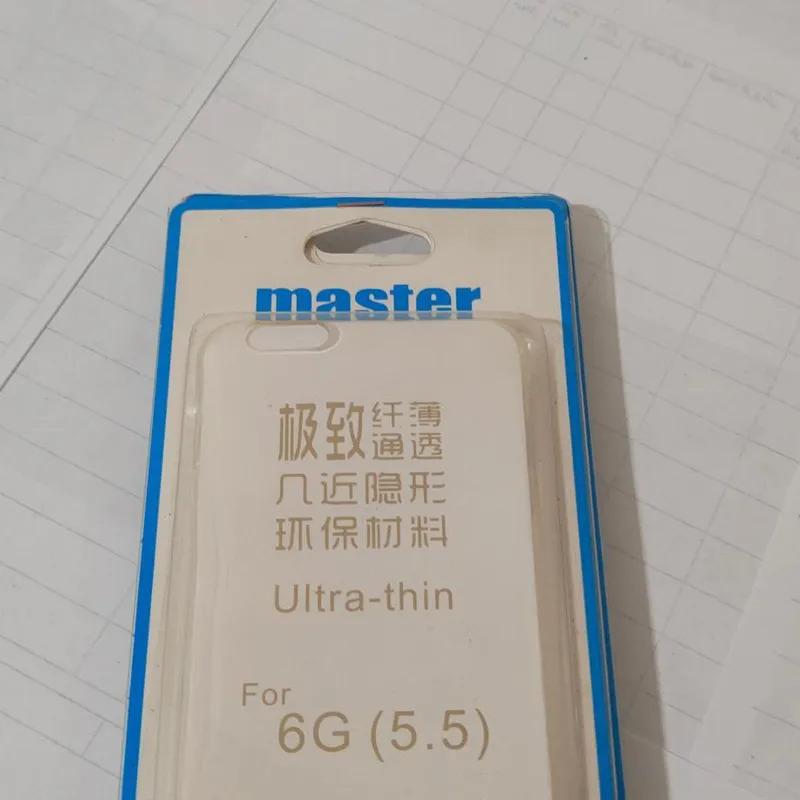 master
极致纤薄
通透
几近隐形
环保材料
Ultra-thin
For
6G (5.5)